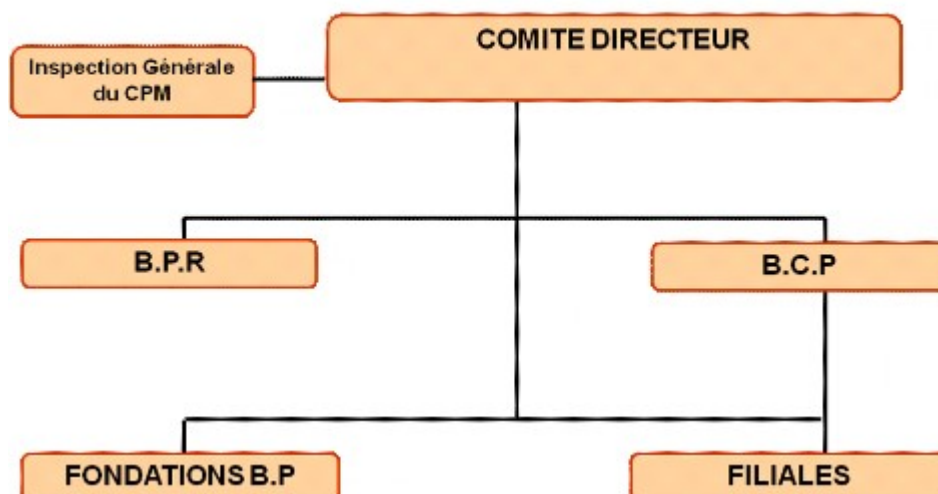 COMITE DIRECTEUR
Inspection Générale
du CPM
B.P.R
B.C.P
FONDATIONS B.P
FILIALES